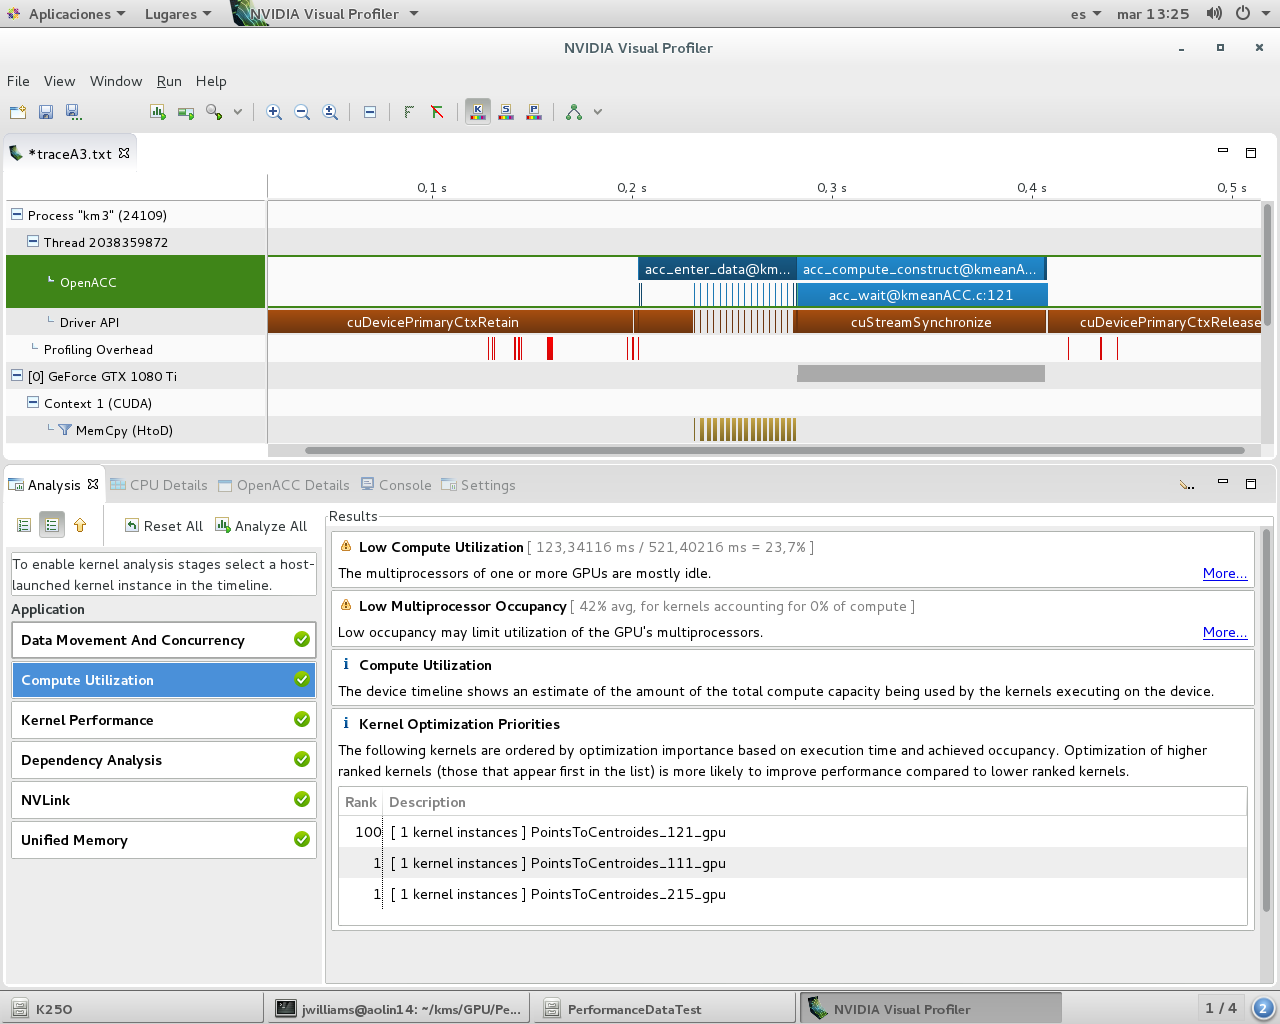 Aplicaciones Lugares NVIDIA Visual Profiler es mar 13:25
NVIDIA Visual Profiler
File View Window Run Help
K S P
*traceA3.txt
0,1 s 0,2 s 0,3 s 0,4 s 0,5 s
Process "km3" (24109)
Thread 2038359872
OpenACC
acc_enter_data@km... acc_compute_construct@kmeanA...
acc_wait@kmeanACC.c:121
Driver API cuDevicePrimaryCtxRetain cuStreamSynchronize cuDevicePrimaryCtxRelease
Profiling Overhead
[0] GeForce GTX 1080 Ti
Context 1 (CUDA)
MemCpy (HtoD)
Analysis CPU Details OpenACC Details Console Settings
Reset All Analyze All
To enable kernel analysis stages select a host-
launched kernel instance in the timeline.
Application
Data Movement And Concurrency
Compute Utilization
Kernel Performance
Dependency Analysis
NVLink
Unified Memory
Results
Low Compute Utilization [ 123,34116 ms / 521,40216 ms = 23,7% ]
The multiprocessors of one or more GPUs are mostly idle. More...
Low Multiprocessor Occupancy [ 42% avg, for kernels accounting for 0% of compute ]
Low occupancy may limit utilization of the GPU's multiprocessors. More...
Compute Utilization
The device timeline shows an estimate of the amount of the total compute capacity being used by the kernels executing on the device.
Kernel Optimization Priorities
The following kernels are ordered by optimization importance based on execution time and achieved occupancy. Optimization of higher
ranked kernels (those that appear first in the list) is more likely to improve performance compared to lower ranked kernels.
Rank Description
100 [ 1 kernel instances ] PointsToCentroides_121_gpu
1 [ 1 kernel instances ] PointsToCentroides_111_gpu
1 [ 1 kernel instances ] PointsToCentroides_215_gpu
K250 jwilliams@aolin14: ~/kms/GPU/Pe... PerformanceDataTest NVIDIA Visual Profiler 1 / 4 2